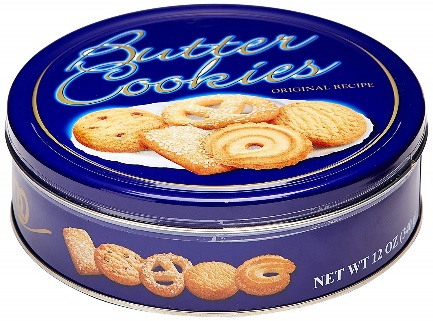 Butter
Cookies
ORIGINAL RECIPE
NET WT 12 OZ